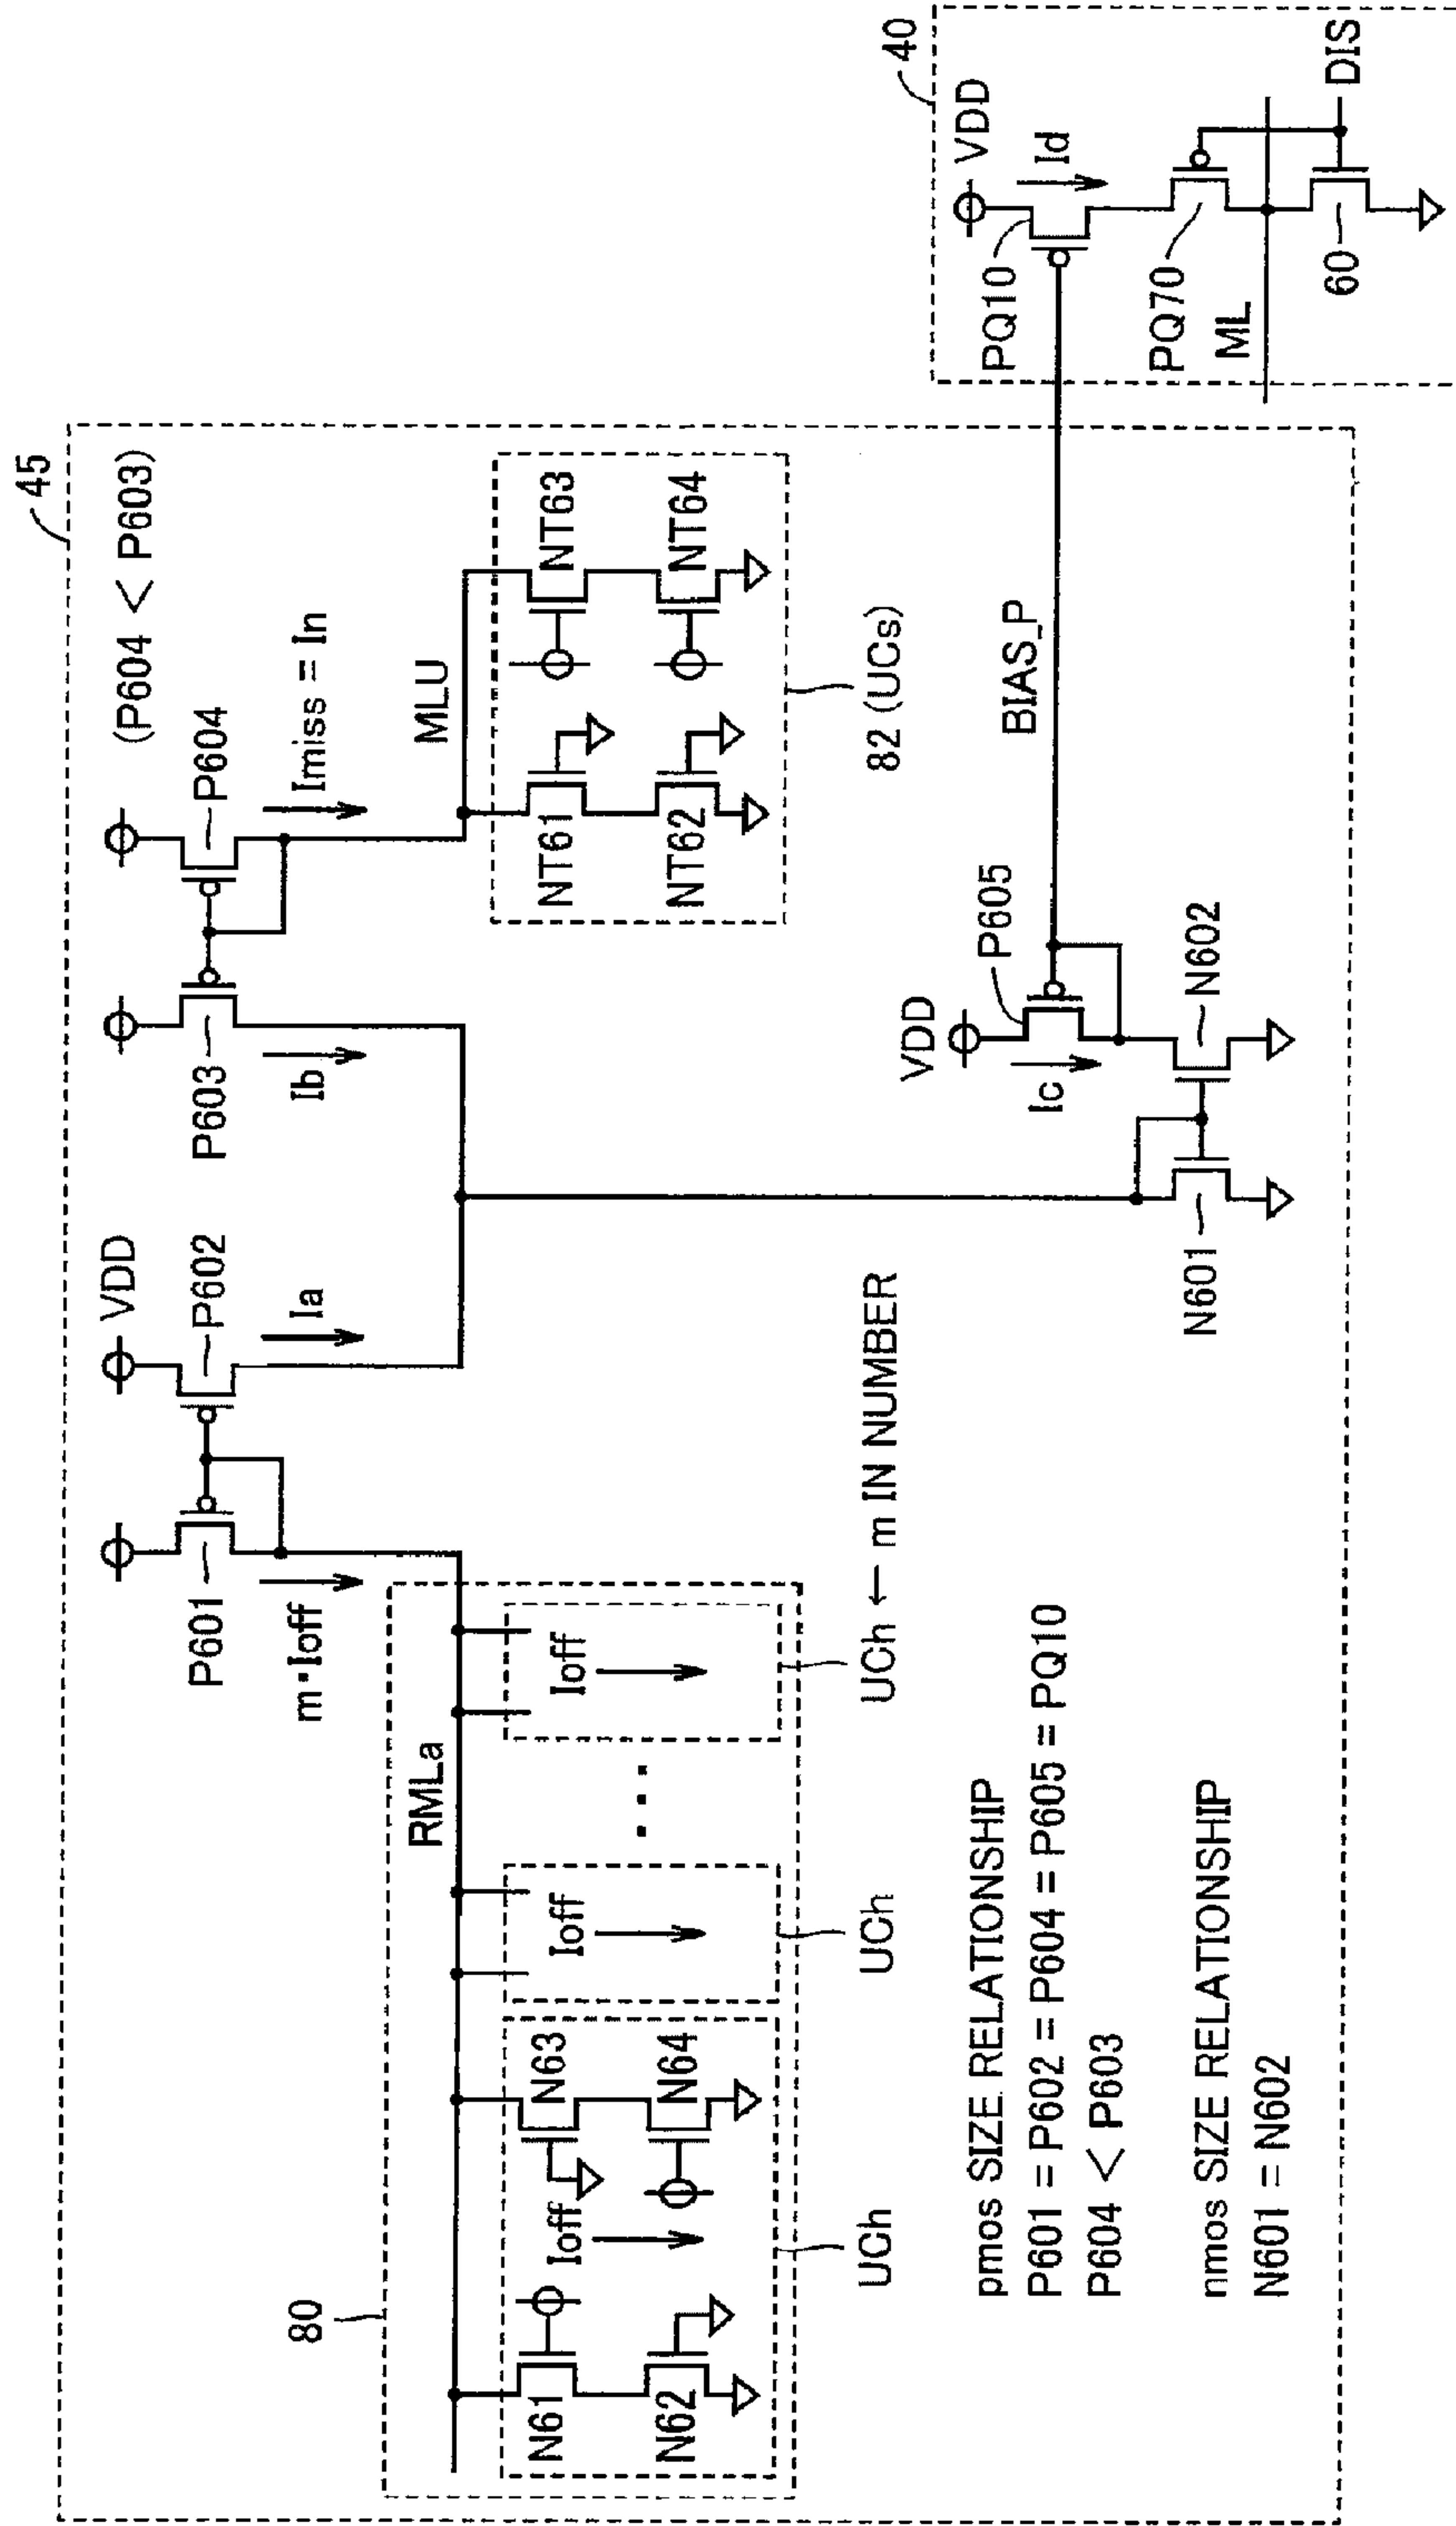 45
(P604 < P603)
VDD
P601
P602
P603
P604
m·Ioff
Ia
Ib
Imiss = In
80
RMLa
MLU
N61
N62
Ioff
N63
N64
Ioff
Ioff
NT61
NT62
NT63
NT64
UCh
UCh
UCh ← m IN NUMBER
82 (UCs)
VDD
P605
Ic
BIAS_P
N601
N602
pmos SIZE RELATIONSHIP
P601 = P602 = P604 = P605 = PQ10
P604 < P603
nmos SIZE RELATIONSHIP
N601 = N602
40
VDD
PQ10
Id
PQ70
ML
60
DIS